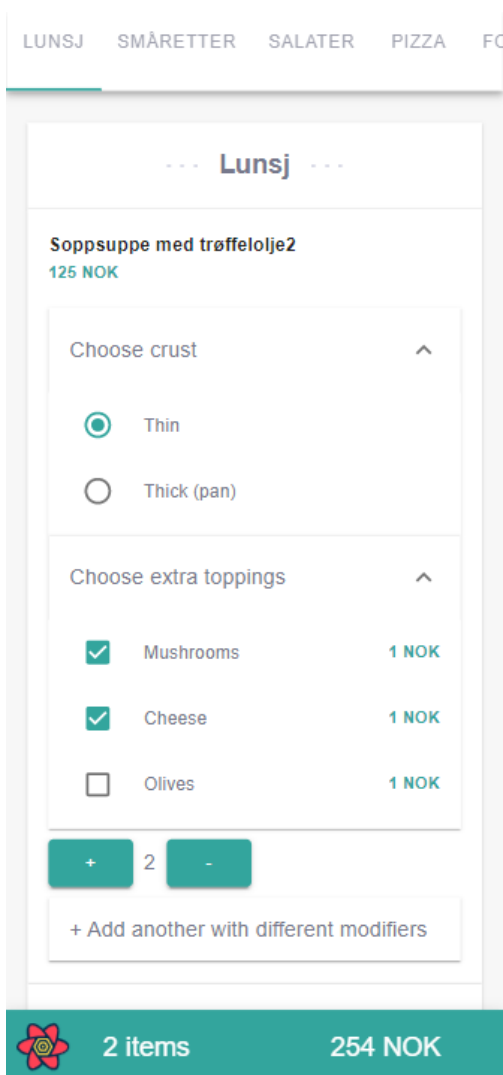 LUNSJ SMÅRETTER SALATER PIZZA
--- Lunsj ---
Soppsuppe med trøffelolje2
125 NOK
Choose crust
Thin
Thick (pan)
Choose extra toppings
Mushrooms 1 NOK
Cheese 1 NOK
Olives 1 NOK
+ 2 -
+ Add another with different modifiers
2 items 254 NOK